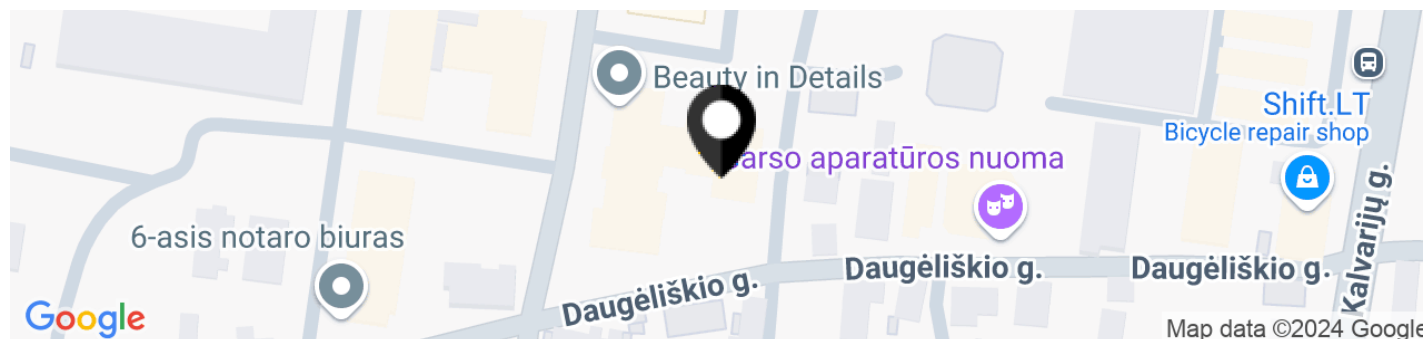 Beauty in Details
Shift.LT
Bicycle repair shop
aparatūros nuoma
6-asis notaro biuras
Kalvarijų g.
Daugėliškio g.
Daugėliškio g.
Daugėliškio g.
Google
Map data ©2024 Google